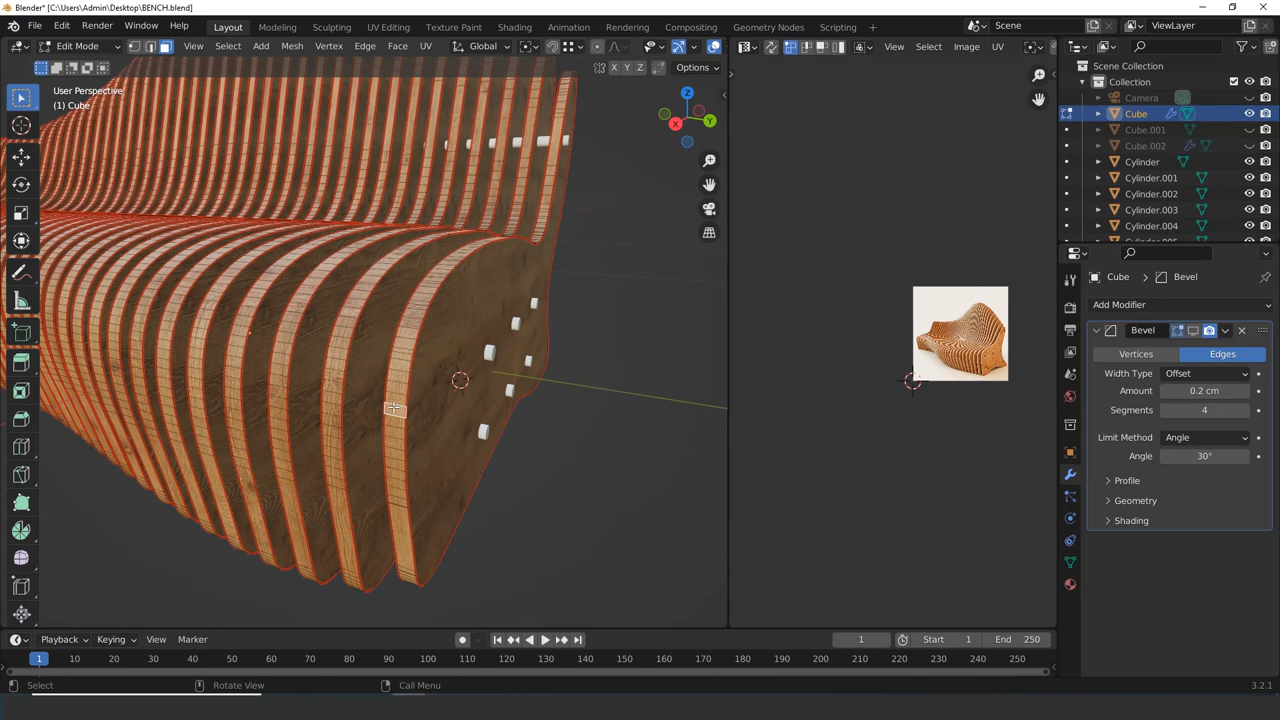 Blender* [C:\Users\Admin\Desktop\BENCH.blend]
File Edit Render Window Help Layout Modeling Sculpting UV Editing Texture Paint Shading Animation Rendering Compositing Geometry Nodes Scripting Scene ViewLayer
Edit Mode View Select Add Mesh Vertex Edge Face UV Global View Select Image UV
X Y Z Options
User Perspective
(1) Cube
Z
Y
X
Scene Collection
Collection
Camera
Cube
Cube.001
Cube.002
Cylinder
Cylinder.001
Cylinder.002
Cylinder.003
Cylinder.004
Cylinder.005
Cube Bevel
Add Modifier
Bevel
Vertices Edges
Width Type Offset
Amount 0.2 cm
Segments 4
Limit Method Angle
Angle 30°
Profile
Geometry
Shading
Playback Keying View Marker 1 Start 1 End 250
1 10 20 30 40 50 60 70 80 90 100 110 120 130 140 150 160 170 180 190 200 210 220 230 240 250
Select Rotate View Call Menu 3.2.1